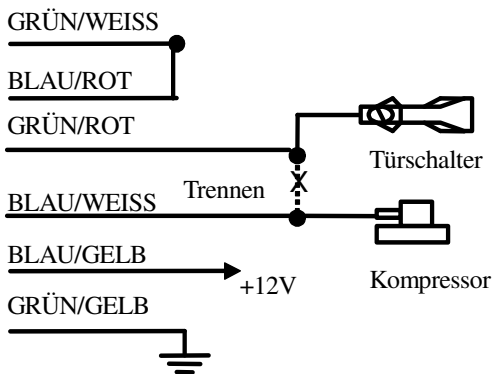 GRÜN/WEISS
BLAU/ROT
GRÜN/ROT
Türschalter
Trennen
X
BLAU/WEISS
BLAU/GELB
+12V
Kompressor
GRÜN/GELB